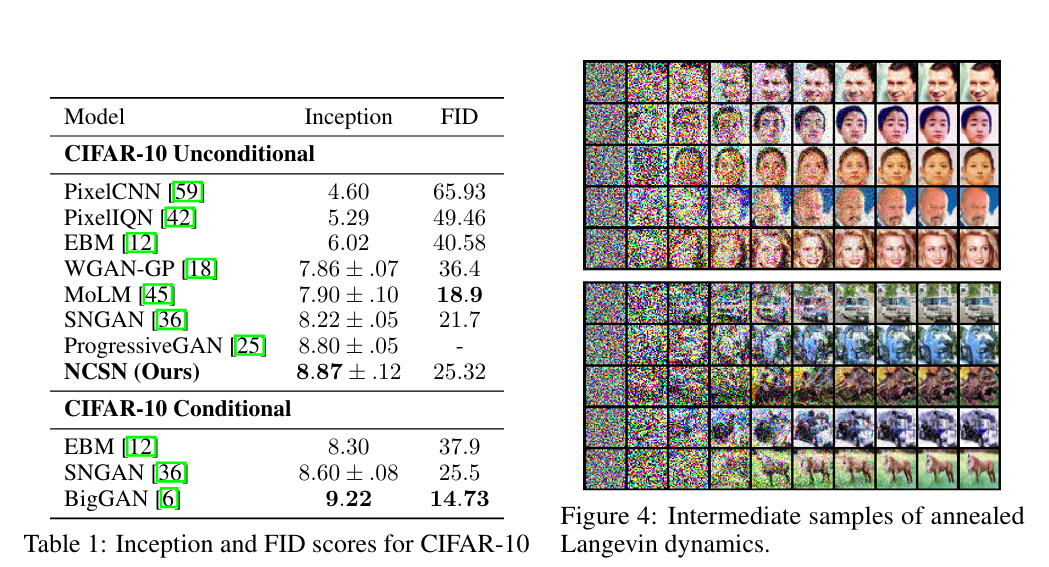 Model Inception FID
CIFAR-10 Unconditional
PixelCNN [59] 4.60 65.93
PixelIQN [42] 5.29 49.46
EBM [12] 6.02 40.58
WGAN-GP [18] 7.86 ± .07 36.4
MoLM [45] 7.90 ± .10 18.9
SNGAN [36] 8.22 ± .05 21.7
ProgressiveGAN [25] 8.80 ± .05 -
NCSN (Ours) 8.87 ± .12 25.32
CIFAR-10 Conditional
EBM [12] 8.30 37.9
SNGAN [36] 8.60 ± .08 25.5
BigGAN [6] 9.22 14.73
Table 1: Inception and FID scores for CIFAR-10
Figure 4: Intermediate samples of annealed
Langevin dynamics.